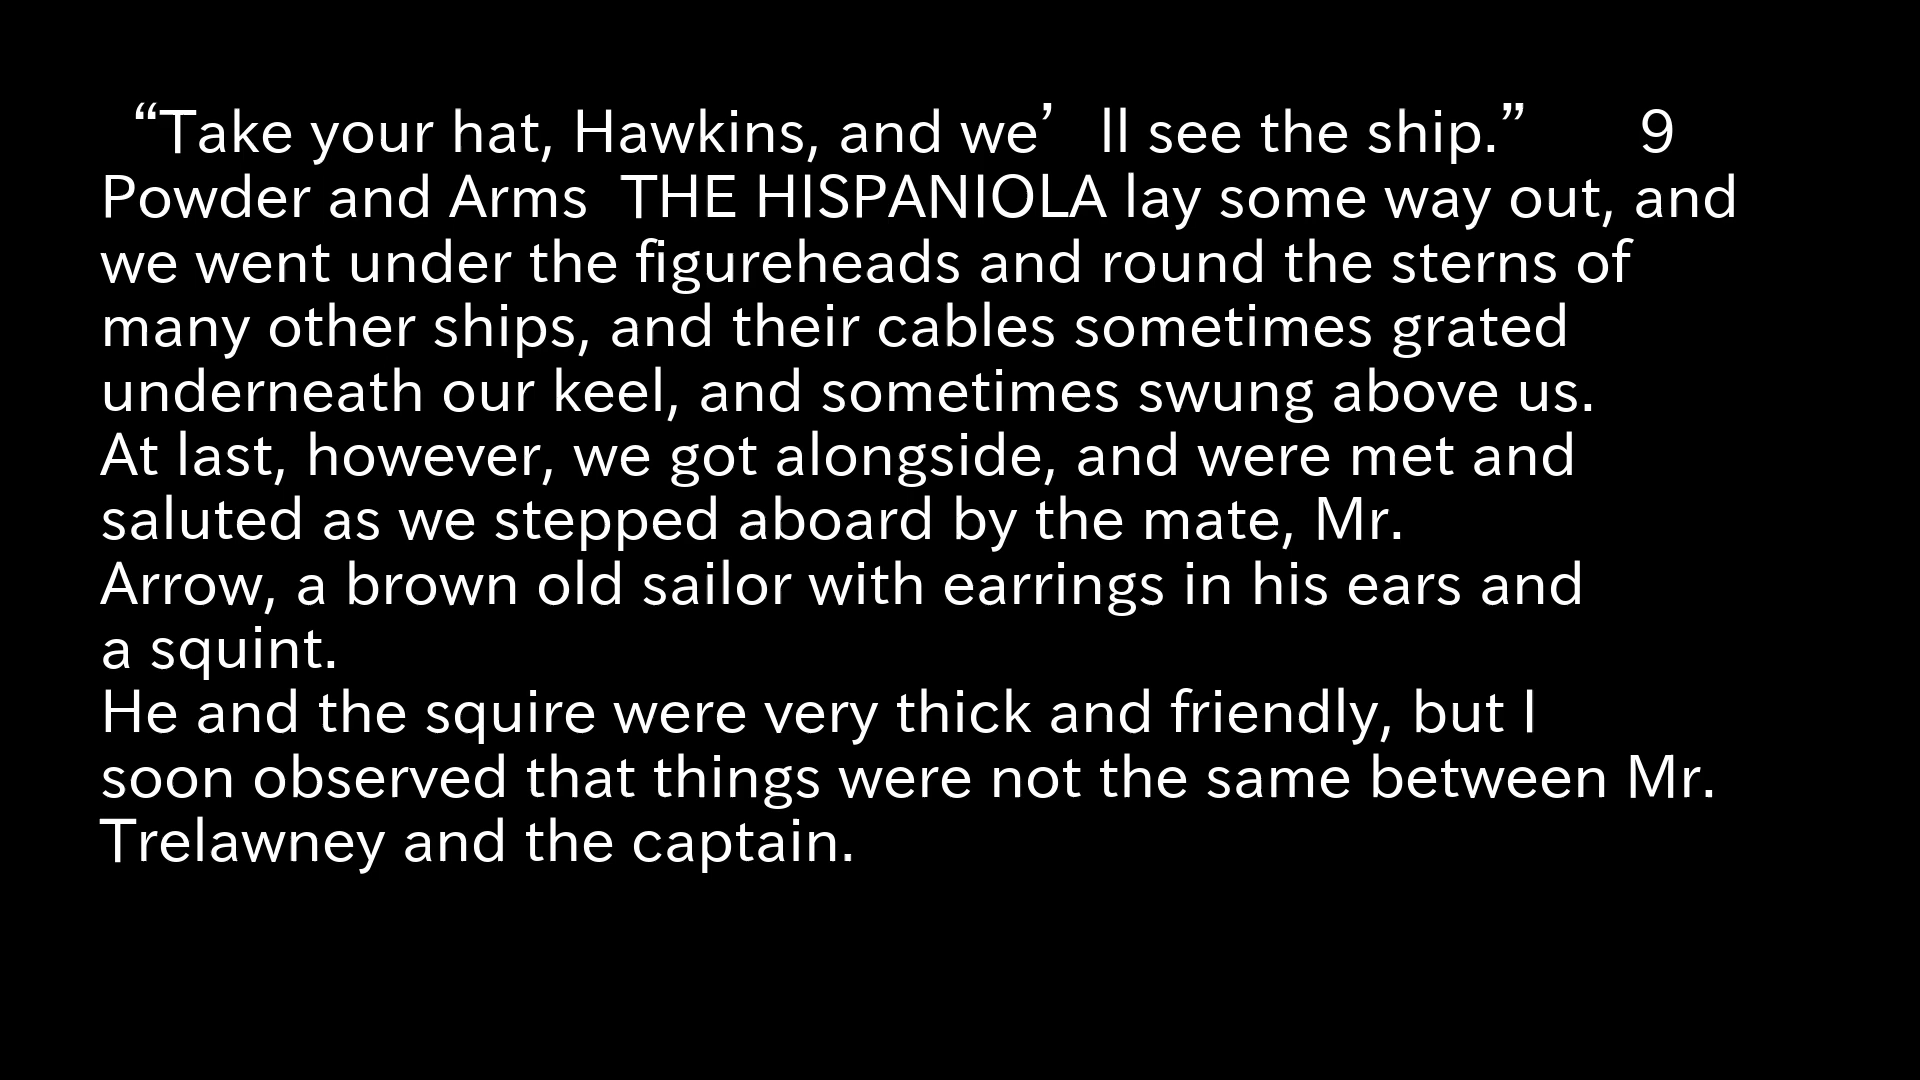 “Take your hat, Hawkins, and we’ll see the ship.” 9
Powder and Arms THE HISPANIOLA lay some way out, and
we went under the figureheads and round the sterns of
many other ships, and their cables sometimes grated
underneath our keel, and sometimes swung above us.
At last, however, we got alongside, and were met and
saluted as we stepped aboard by the mate, Mr.
Arrow, a brown old sailor with earrings in his ears and
a squint.
He and the squire were very thick and friendly, but I
soon observed that things were not the same between Mr.
Trelawney and the captain.